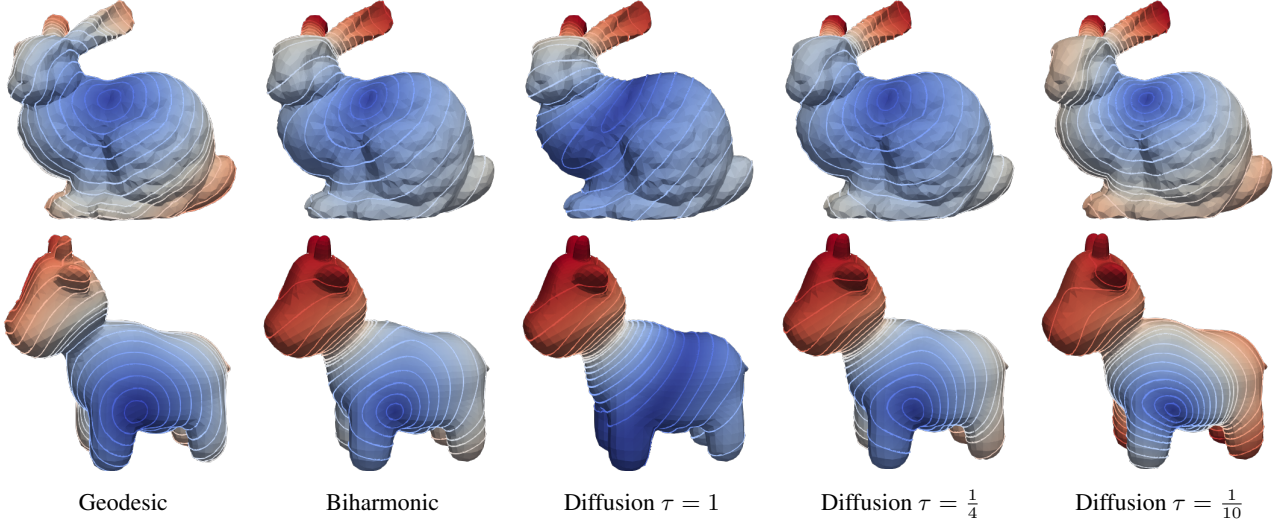 Geodesic Biharmonic Diffusion τ = 1 Diffusion τ = 1/4 Diffusion τ = 1/10